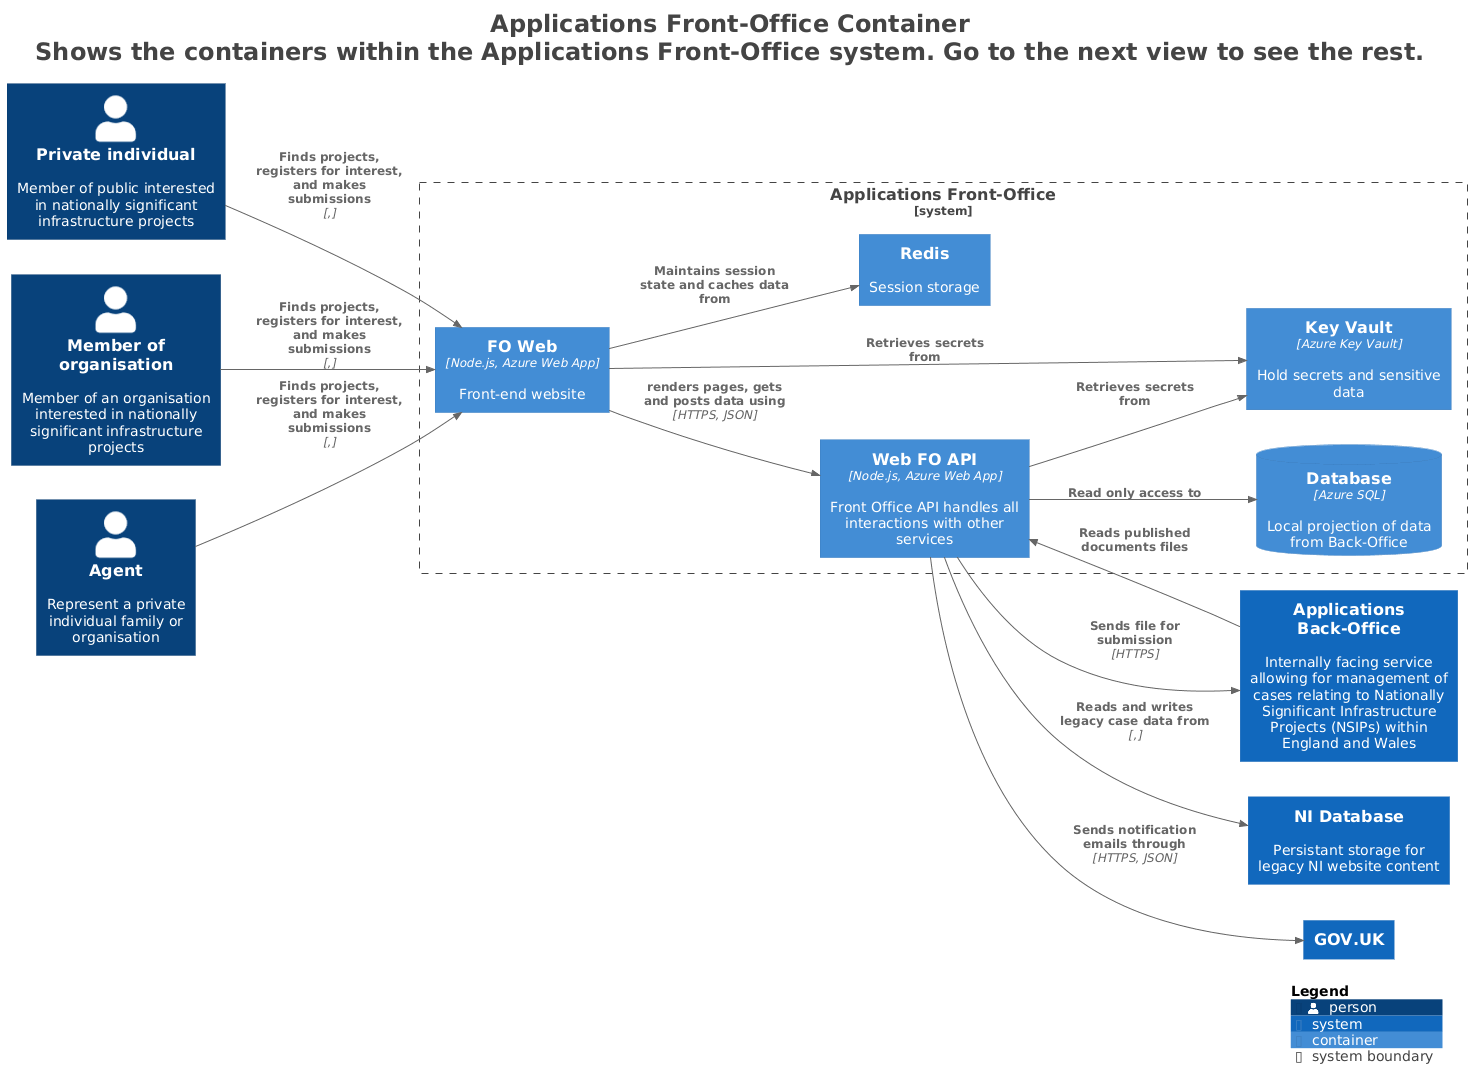 Applications Front-Office Container
Shows the containers within the Applications Front-Office system. Go to the next view to see the rest.
Private individual
Member of public interested
in nationally significant
infrastructure projects
Finds projects,
registers for interest,
and makes
submissions
[,]
Member of
organisation
Member of an organisation
interested in nationally
significant infrastructure
projects
Finds projects,
registers for interest,
and makes
submissions
[,]
Agent
Represent a private
individual family or
organisation
Finds projects,
registers for interest,
and makes
submissions
[,]
Applications Front-Office
[system]
FO Web
[Node.js, Azure Web App]
Front-end website
Maintains session
state and caches data
from
Redis
Session storage
Retrieves secrets
from
Key Vault
[Azure Key Vault]
Hold secrets and sensitive
data
renders pages, gets
and posts data using
[HTTPS, JSON]
Web FO API
[Node.js, Azure Web App]
Front Office API handles all
interactions with other
services
Retrieves secrets
from
Read only access to
Database
[Azure SQL]
Local projection of data
from Back-Office
Reads published
documents files
Applications
Back-Office
Internally facing service
allowing for management of
cases relating to Nationally
Significant Infrastructure
Projects (NSIPs) within
England and Wales
Sends file for
submission
[HTTPS]
Reads and writes
legacy case data from
[,]
NI Database
Persistant storage for
legacy NI website content
Sends notification
emails through
[HTTPS, JSON]
GOV.UK
Legend
person
system
container
system boundary